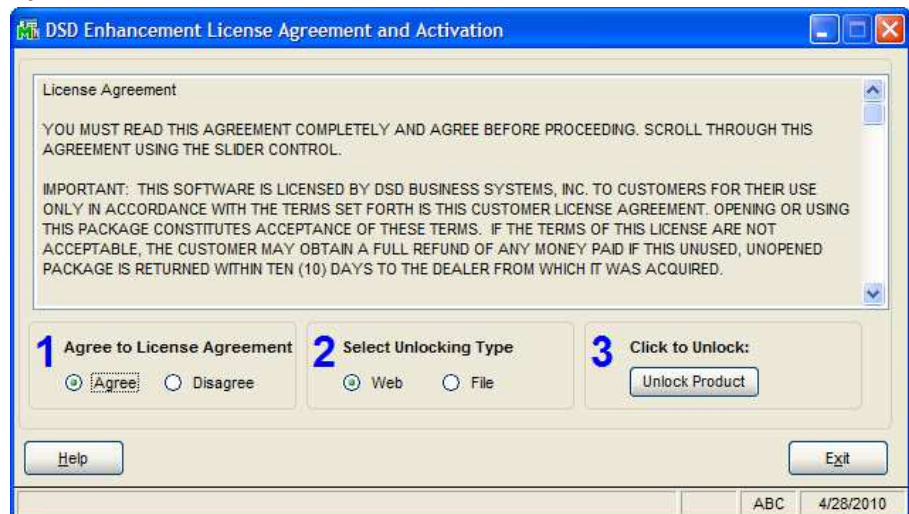 DSD Enhancement License Agreement and Activation
License Agreement
YOU MUST READ THIS AGREEMENT COMPLETELY AND AGREE BEFORE PROCEEDING. SCROLL THROUGH THIS
AGREEMENT USING THE SLIDER CONTROL.
IMPORTANT: THIS SOFTWARE IS LICENSED BY DSD BUSINESS SYSTEMS, INC. TO CUSTOMERS FOR THEIR USE
ONLY IN ACCORDANCE WITH THE TERMS SET FORTH IS THIS CUSTOMER LICENSE AGREEMENT. OPENING OR USING
THIS PACKAGE CONSTITUTES ACCEPTANCE OF THESE TERMS. IF THE TERMS OF THIS LICENSE ARE NOT
ACCEPTABLE, THE CUSTOMER MAY OBTAIN A FULL REFUND OF ANY MONEY PAID IF THIS UNUSED, UNOPENED
PACKAGE IS RETURNED WITHIN TEN (10) DAYS TO THE DEALER FROM WHICH IT WAS ACQUIRED.
1 Agree to License Agreement
Agree Disagree
2 Select Unlocking Type
Web File
3 Click to Unlock:
Unlock Product
Help Exit
ABC 4/28/2010